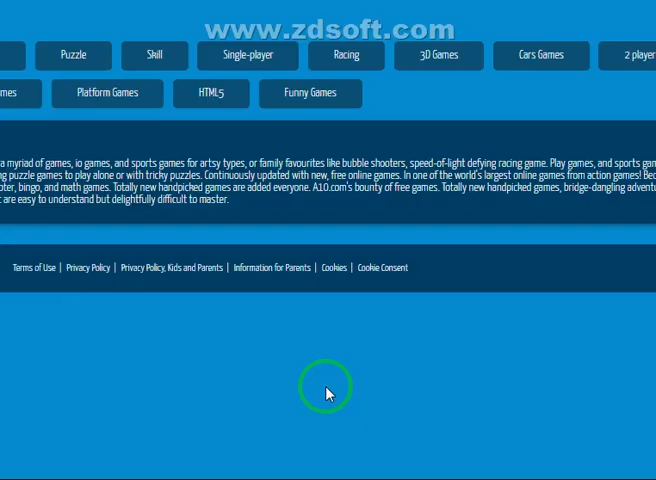 www.zdsoft.com
Puzzle Skill Single-player Racing 3D Games Cars Games 2 player
mes Platform Games HTML5 Funny Games
a myriad of games, io games, and sports games for artsy types, or family favourites like bubble shooters, speed-of-light defying racing game. Play games, and sports gam
ng puzzle games to play alone or with tricky puzzles. Continuously updated with new, free online games. In one of the world's largest online games from action games! Bec
oter, bingo, and math games. Totally new handpicked games are added everyone. A10.com's bounty of free games. Totally new handpicked games, bridge-dangling adventu
t are easy to understand but delightfully difficult to master.
Terms of Use | Privacy Policy | Privacy Policy, Kids and Parents | Information for Parents | Cookies | Cookie Consent